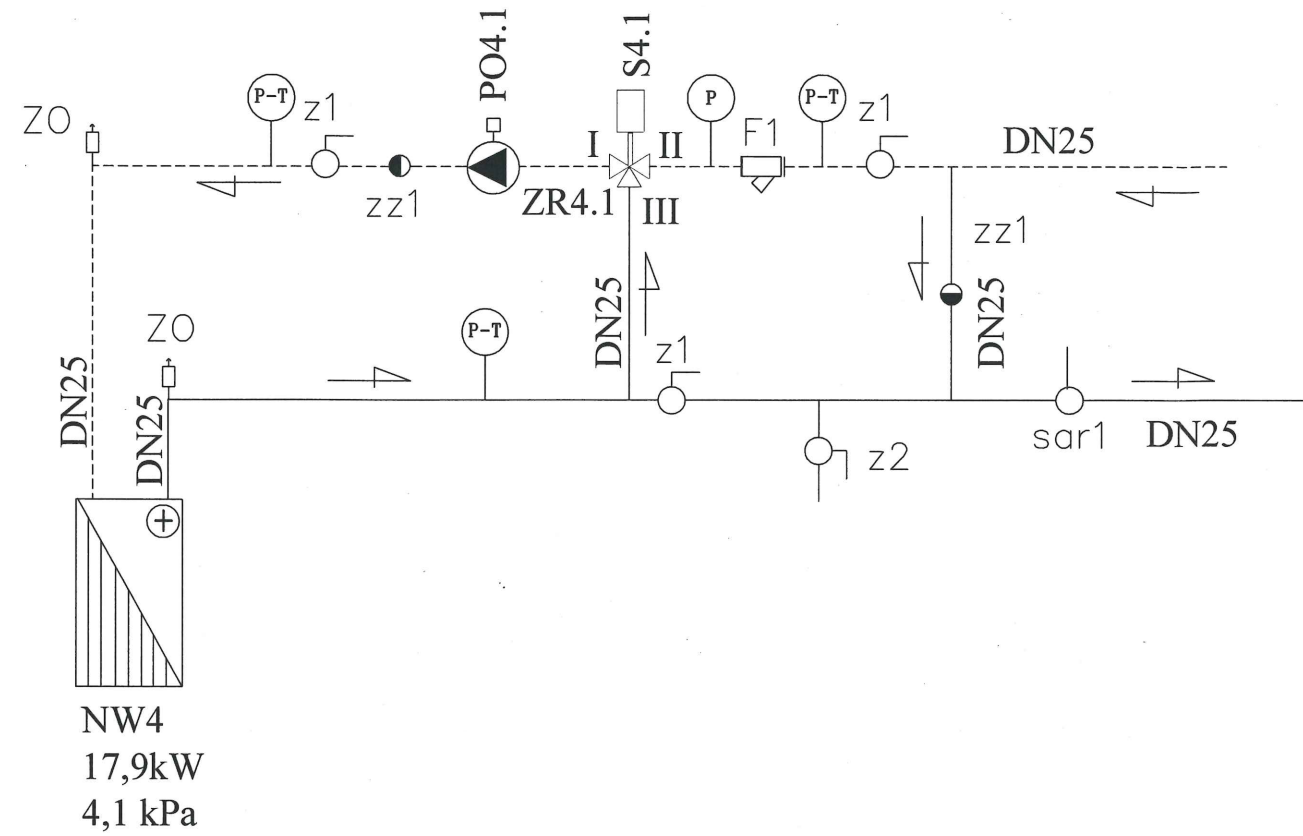 PO4.1
S4.1
ZO
P-T
z1
P
P-T
F1
z1
DN25
I
II
zz1
ZR4.1
III
zz1
ZO
P-T
DN25
DN25
z1
DN25
DN25
z2
sar1
DN25
NW4
17,9kW
4,1 kPa